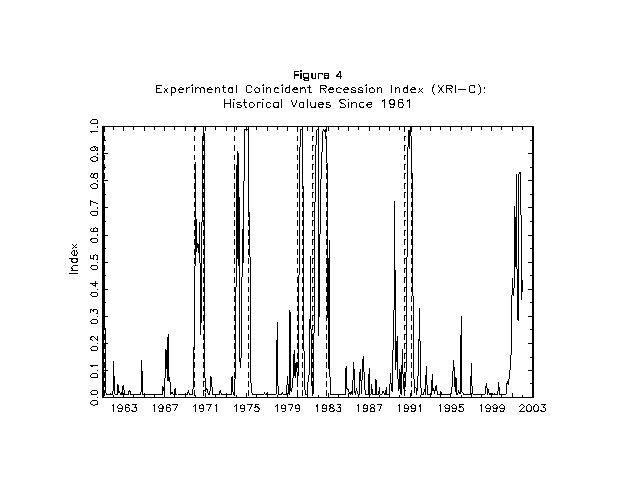 Figure 4
Experimental Coincident Recession Index (XRI-C):
Historical Values Since 1961
1.0
0.9
0.8
0.7
0.6
0.5
0.4
0.3
0.2
0.1
0.0
Index
1963 1967 1971 1975 1979 1983 1987 1991 1995 1999 2003